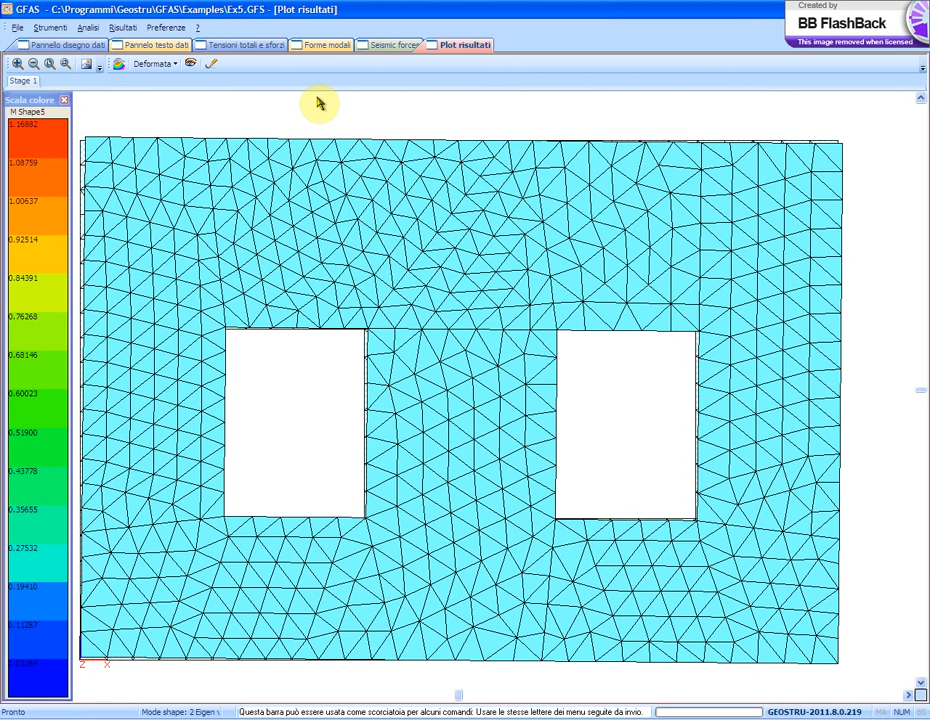 GFAS - C:\Programmi\Geostru\GFAS\Examples\Ex5.GFS - [Plot risultati]
Created by
BB FlashBack
This image removed when licensed
File Strumenti Analisi Risultati Preferenze ?
Pannello disegno dati Pannelo testo dati Tensioni totali e sforzi Forme modali Seismic forces Plot risultati
Deformata
Stage 1
Scala colore
M Shape5
1.16882
1.08759
1.00637
0.92514
0.84391
0.76268
0.68146
0.60023
0.51900
0.43778
0.35655
0.27532
0.19410
0.11287
Z X
Pronto Mode shape: 2 Eigen v Questa barra può essere usata come scorciatoia per alcuni comandi: Usare le stesse lettere dei menu seguite da invio. GEOSTRU-2011.8.0.219 MA NUM